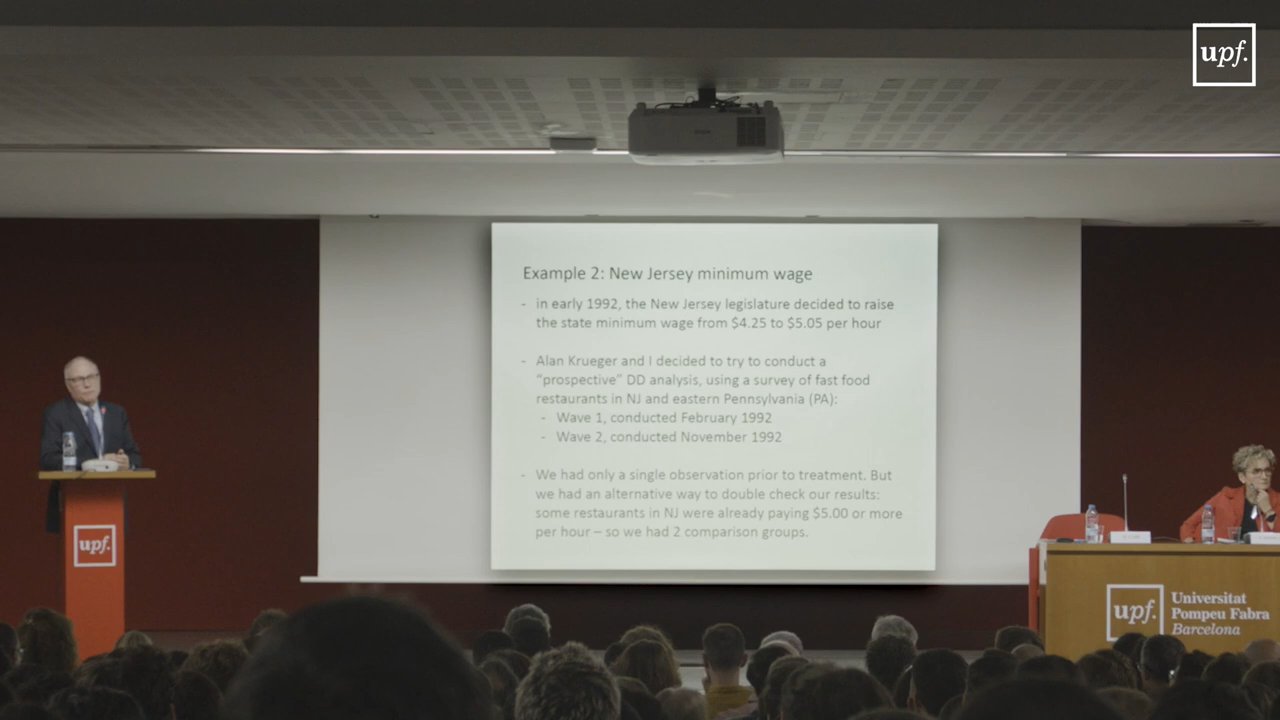 upf.
Example 2: New Jersey minimum wage
- in early 1992, the New Jersey legislature decided to raise
the state minimum wage from $4.25 to $5.05 per hour
- Alan Krueger and I decided to try to conduct a
"prospective" DD analysis, using a survey of fast food
restaurants in NJ and eastern Pennsylvania (PA):
- Wave 1, conducted February 1992
- Wave 2, conducted November 1992
- We had only a single observation prior to treatment. But
we had an alternative way to double check our results:
some restaurants in NJ were already paying $5.00 or more
per hour – so we had 2 comparison groups.
upf.
upf.
Universitat
Pompeu Fabra
Barcelona